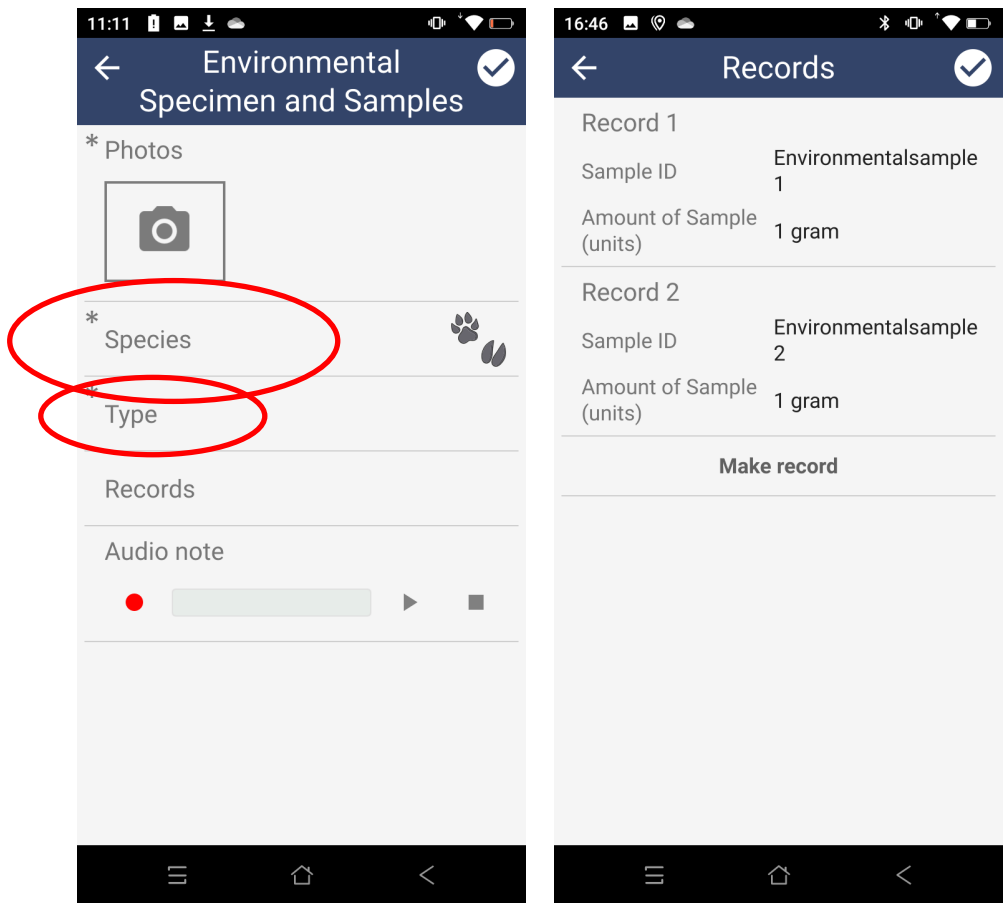 11:11
Environmental
Specimen and Samples
* Photos
* Species
* Type
Records
Audio note
16:46
Records
Record 1
Sample ID
Environmentalsample
1
Amount of Sample
(units)
1 gram
Record 2
Sample ID
Environmentalsample
2
Amount of Sample
(units)
1 gram
Make record